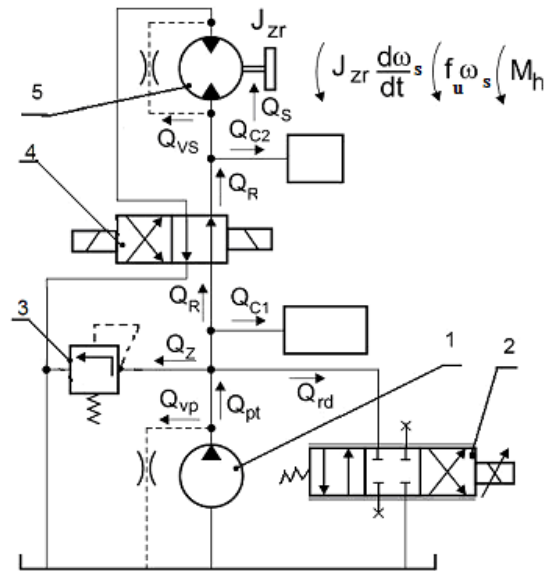 J_zr
J_zr dω_s/dt f_u ω_s M_h
5
Q_S
Q_VS
Q_C2
4
Q_R
Q_R
Q_C1
3
Q_Z
1
2
Q_vp
Q_pt
Q_rd